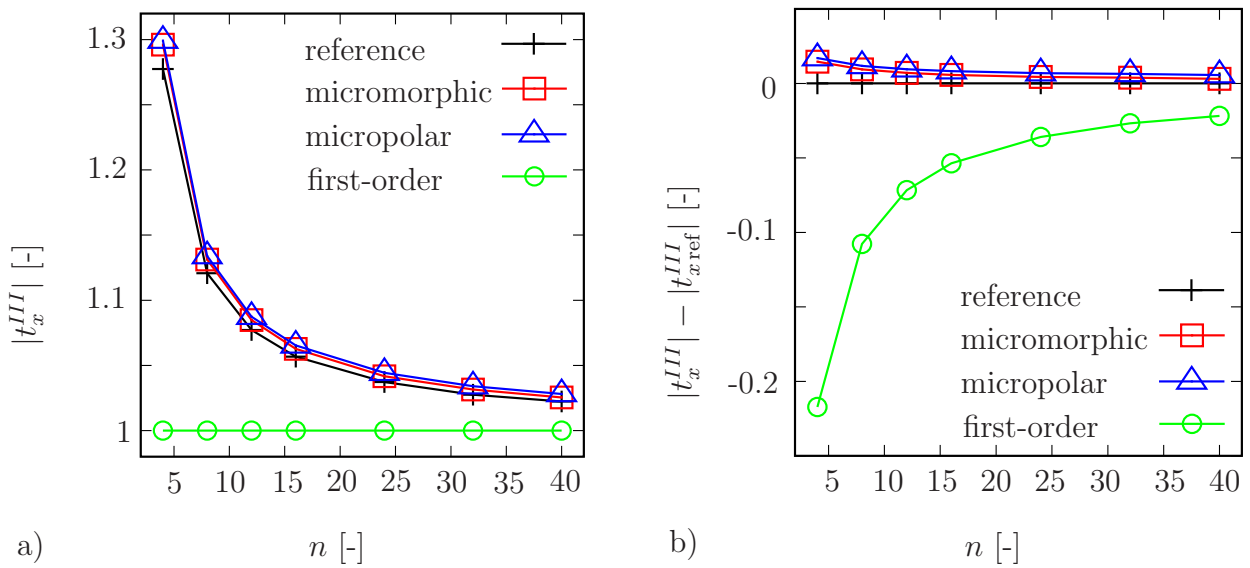 1.3
1.2
1.1
1
|t_x^{III}| [-]
reference
micromorphic
micropolar
first-order
5 10 15 20 25 30 35 40
n [-]
a)
0
-0.1
-0.2
|t_x^{III}| − |t_{x ref}^{III}| [-]
reference
micromorphic
micropolar
first-order
5 10 15 20 25 30 35 40
n [-]
b)